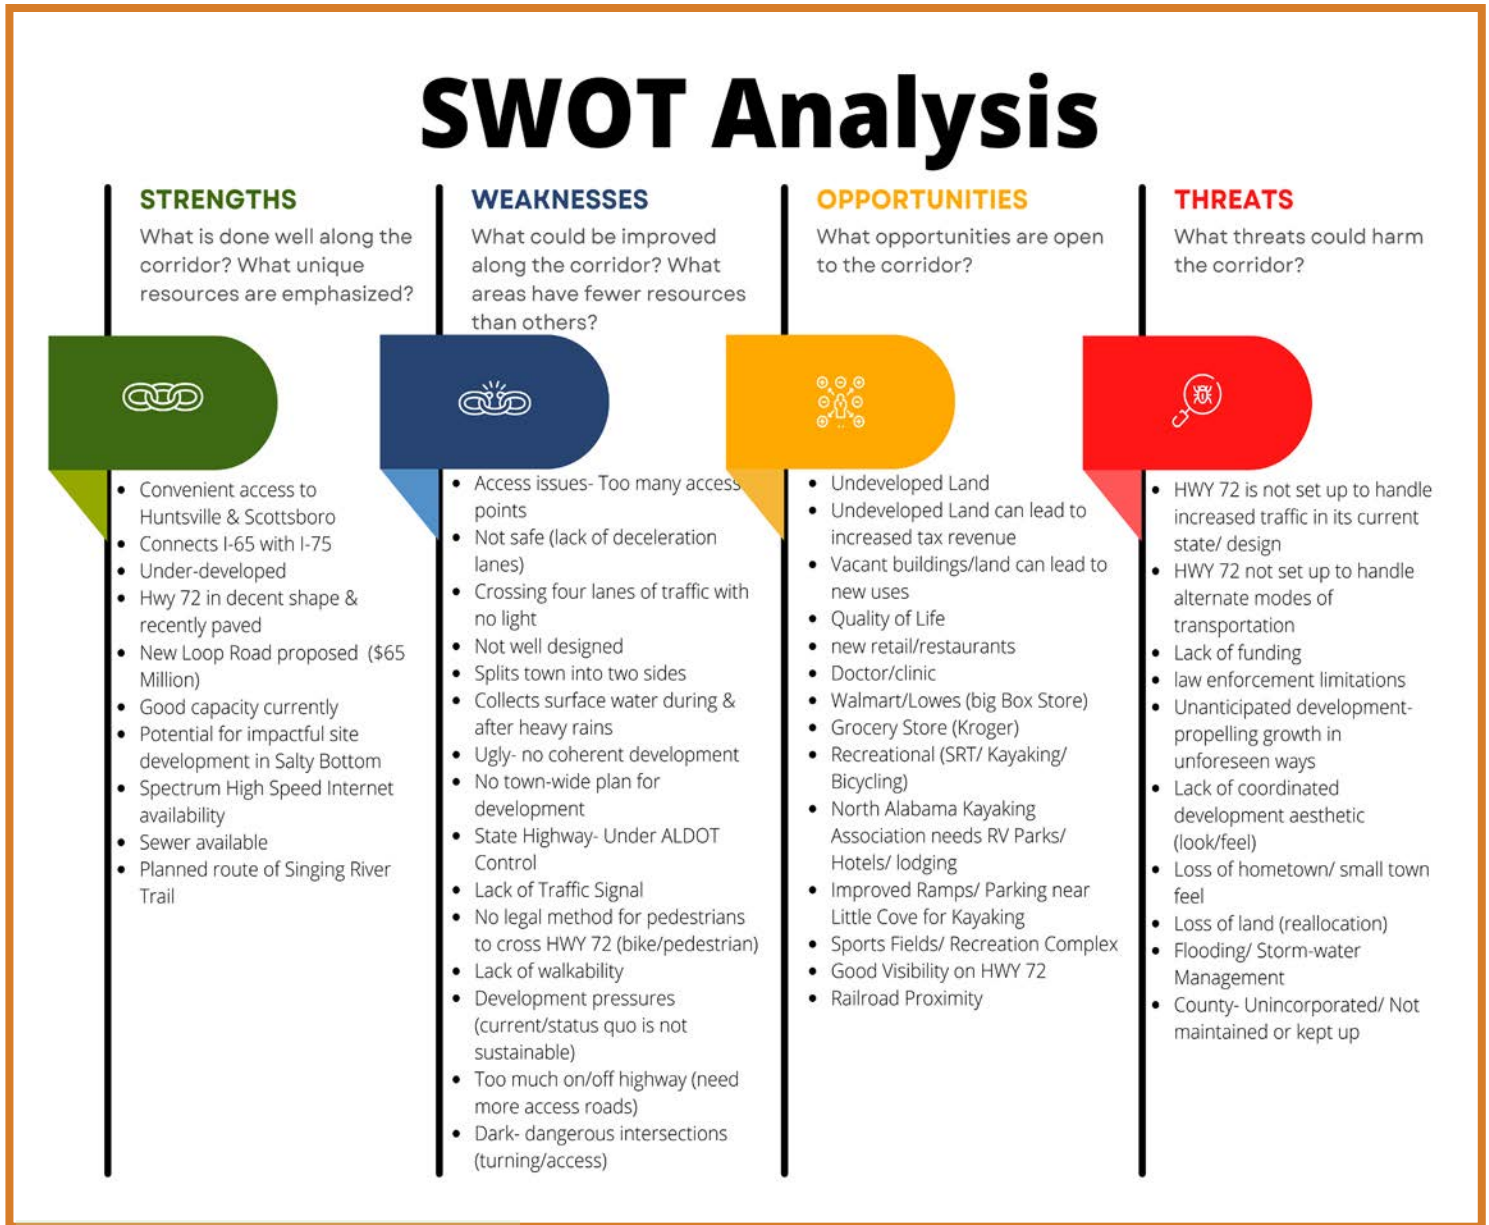 SWOT Analysis
STRENGTHS
What is done well along the
corridor? What unique
resources are emphasized?
• Convenient access to
Huntsville & Scottsboro
• Connects I-65 with I-75
• Under-developed
• Hwy 72 in decent shape &
recently paved
• New Loop Road proposed ($65
Million)
• Good capacity currently
• Potential for impactful site
development in Salty Bottom
• Spectrum High Speed Internet
availability
• Sewer available
• Planned route of Singing River
Trail
WEAKNESSES
What could be improved
along the corridor? What
areas have fewer resources
than others?
• Access issues- Too many access
points
• Not safe (lack of deceleration
lanes)
• Crossing four lanes of traffic with
no light
• Not well designed
• Splits town into two sides
• Collects surface water during &
after heavy rains
• Ugly- no coherent development
• No town-wide plan for
development
• State Highway- Under ALDOT
Control
• Lack of Traffic Signal
• No legal method for pedestrians
to cross HWY 72 (bike/pedestrian)
• Lack of walkability
• Development pressures
(current/status quo is not
sustainable)
• Too much on/off highway (need
more access roads)
• Dark- dangerous intersections
(turning/access)
OPPORTUNITIES
What opportunities are open
to the corridor?
• Undeveloped Land
• Undeveloped Land can lead to
increased tax revenue
• Vacant buildings/land can lead to
new uses
• Quality of Life
• new retail/restaurants
• Doctor/clinic
• Walmart/Lowes (big Box Store)
• Grocery Store (Kroger)
• Recreational (SRT/ Kayaking/
Bicycling)
• North Alabama Kayaking
Association needs RV Parks/
Hotels/ lodging
• Improved Ramps/ Parking near
Little Cove for Kayaking
• Sports Fields/ Recreation Complex
• Good Visibility on HWY 72
• Railroad Proximity
THREATS
What threats could harm
the corridor?
• HWY 72 is not set up to handle
increased traffic in its current
state/ design
• HWY 72 not set up to handle
alternate modes of
transportation
• Lack of funding
• law enforcement limitations
• Unanticipated development-
propelling growth in
unforeseen ways
• Lack of coordinated
development aesthetic
(look/feel)
• Loss of hometown/ small town
feel
• Loss of land (reallocation)
• Flooding/ Storm-water
Management
• County- Unincorporated/ Not
maintained or kept up